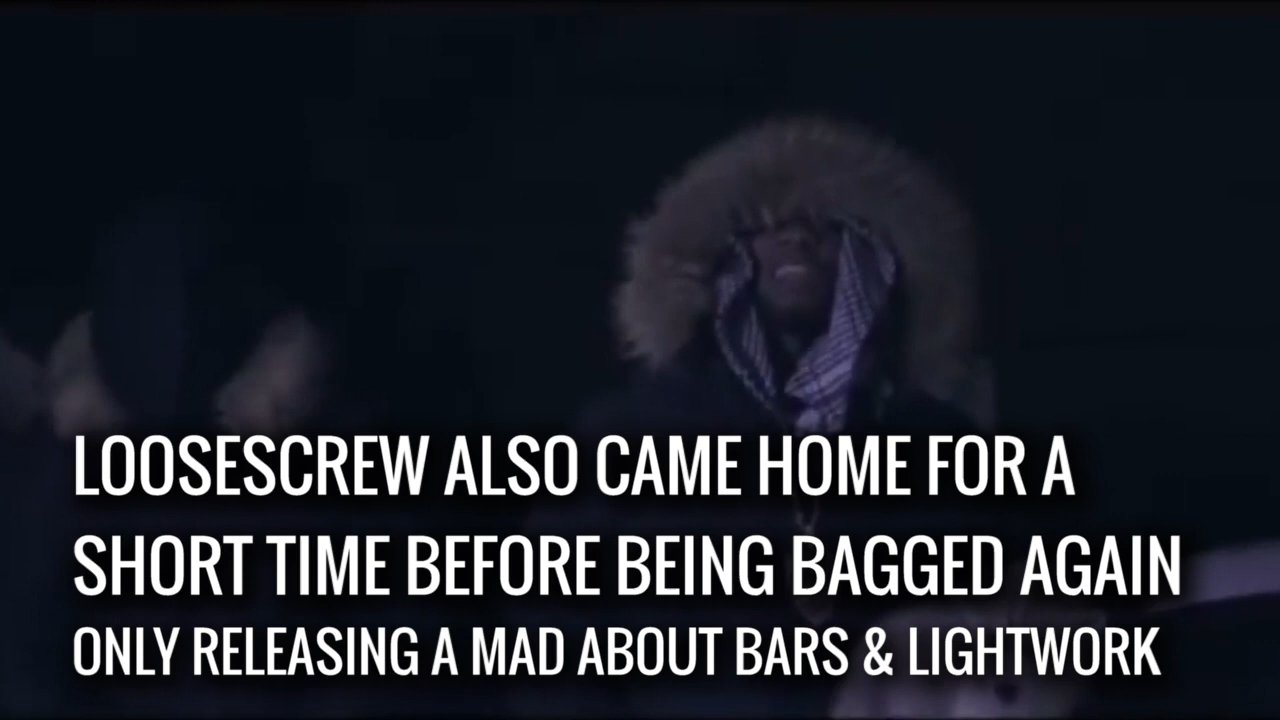 LOOSESCREW ALSO CAME HOME FOR A
SHORT TIME BEFORE BEING BAGGED AGAIN
ONLY RELEASING A MAD ABOUT BARS & LIGHTWORK